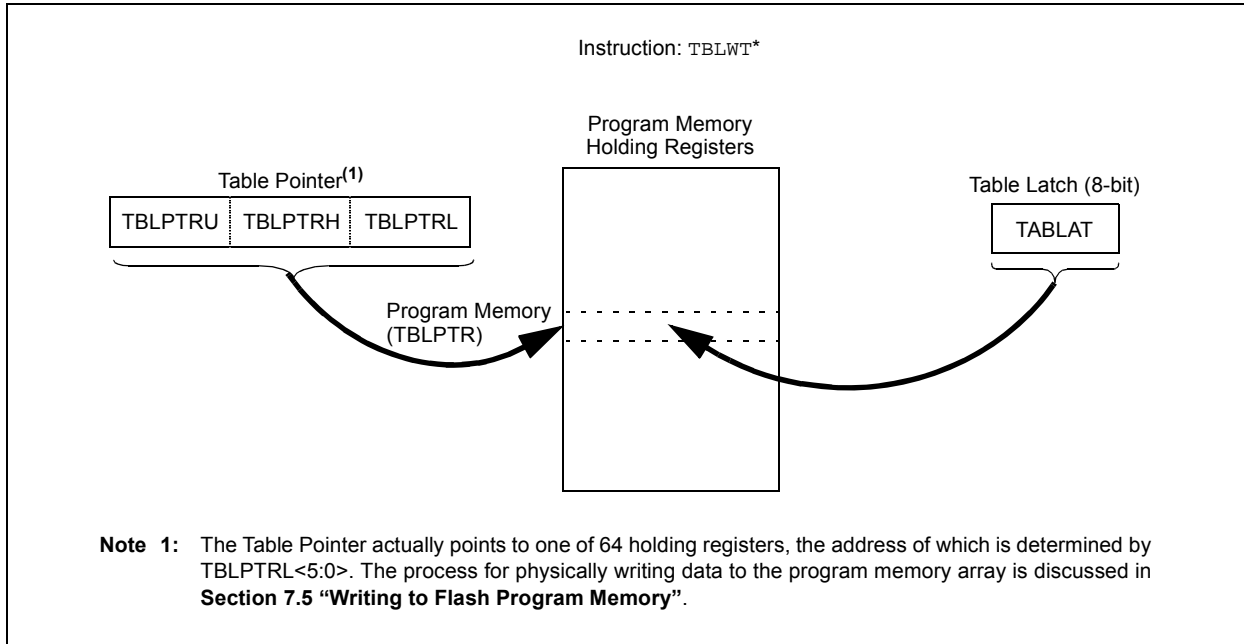 Instruction: TBLWT*
Program Memory
Holding Registers
Table Pointer(1)
Table Latch (8-bit)
TBLPTRU TBLPTRH TBLPTRL
TABLAT
Program Memory
(TBLPTR)
Note 1: The Table Pointer actually points to one of 64 holding registers, the address of which is determined by
TBLPTRL<5:0>. The process for physically writing data to the program memory array is discussed in
Section 7.5 “Writing to Flash Program Memory”.